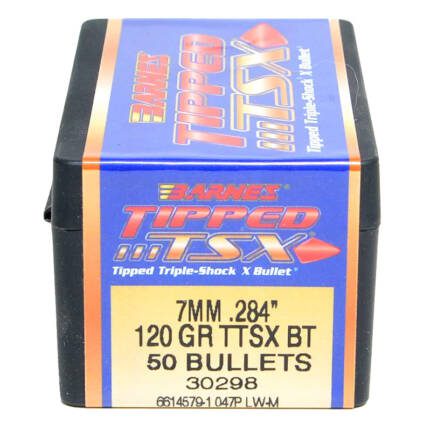 BARNES
TIPPED
TSX
Tipped Triple-Shock X Bullet
BARNES®
TIPPED
TSX
Tipped Triple-Shock X Bullet®
7MM .284"
120 GR TTSX BT
50 BULLETS
30298
6614579-1 047P LW-M